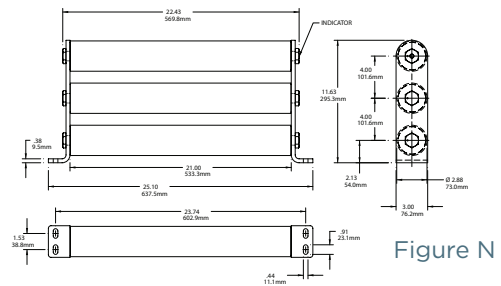 22.43
569.8mm
INDICATOR
4.00
101.6mm
11.63
295.3mm
4.00
101.6mm
.38
9.5mm
21.00
533.3mm
2.13
54.0mm
Ø 2.88
73.0mm
25.10
637.5mm
3.00
76.2mm
23.74
602.9mm
1.53
38.8mm
.91
23.1mm
.44
11.1mm
Figure N